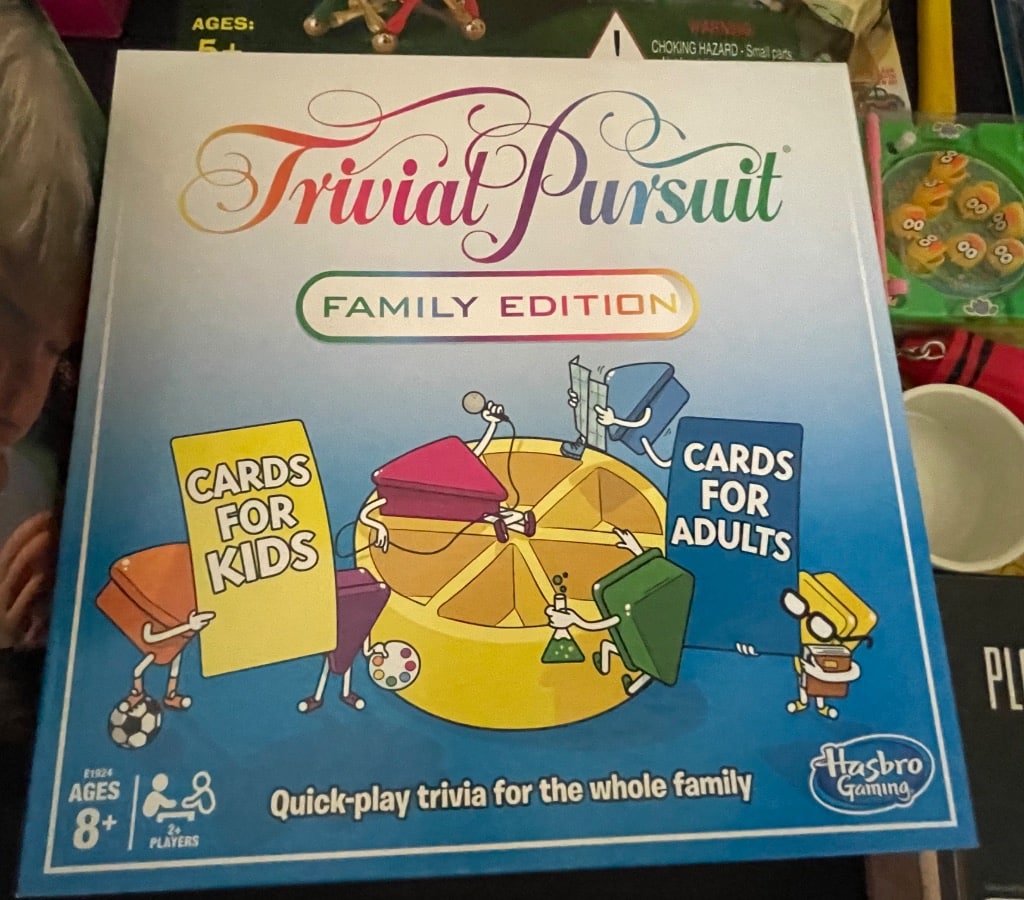 AGES:
5+
WARNING:
CHOKING HAZARD - Small parts
Trivial Pursuit®
FAMILY EDITION
CARDS
FOR
KIDS
CARDS
FOR
ADULTS
E1924
AGES
8+
2+
PLAYERS
Quick-play trivia for the whole family
Hasbro
Gaming